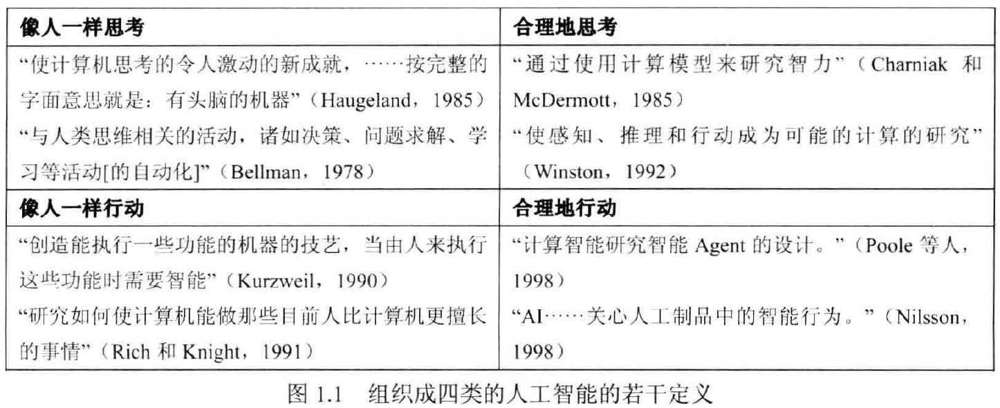 像人一样思考
“使计算机思考的令人激动的新成就，……按完整的
字面意思就是：有头脑的机器”（Haugeland，1985）
“与人类思维相关的活动，诸如决策、问题求解、学
习等活动[的自动化]”（Bellman，1978）
合理地思考
“通过使用计算模型来研究智力”（Charniak 和
McDermott，1985）
“使感知、推理和行动成为可能的计算的研究”
（Winston，1992）
像人一样行动
“创造能执行一些功能的机器的技艺，当由人来执行
这些功能时需要智能”（Kurzweil，1990）
“研究如何使计算机能做那些目前人比计算机更擅长
的事情”（Rich 和 Knight，1991）
合理地行动
“计算智能研究智能 Agent 的设计。”（Poole 等人，
1998）
“AI……关心人工制品中的智能行为。”（Nilsson，
1998）
图 1.1 组织成四类的人工智能的若干定义